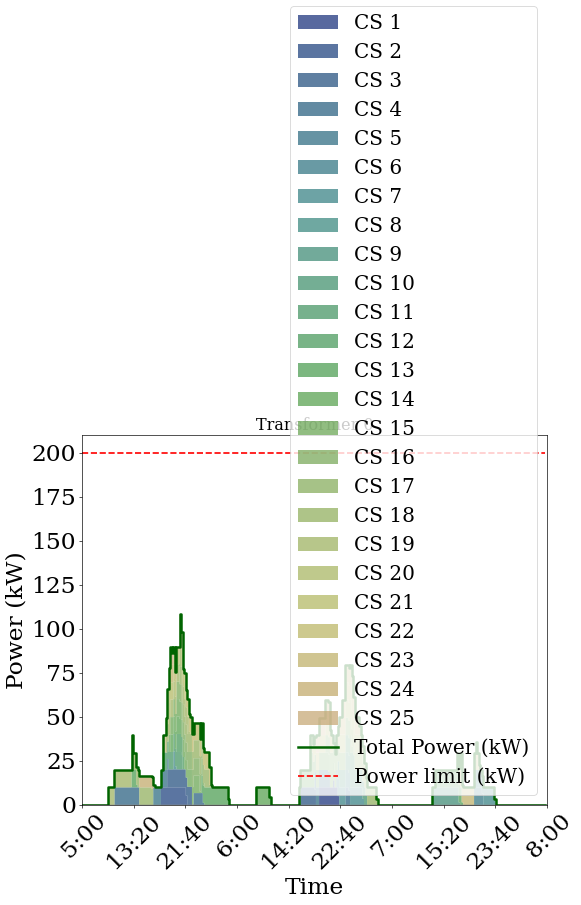 CS 1
CS 2
CS 3
CS 4
CS 5
CS 6
CS 7
CS 8
CS 9
CS 10
CS 11
CS 12
CS 13
CS 14
CS 15
CS 16
CS 17
CS 18
CS 19
CS 20
CS 21
CS 22
CS 23
CS 24
CS 25
Total Power (kW)
Power limit (kW)
Transformer
Power (kW)
200
175
150
125
100
75
50
25
0
5:00
13:20
21:40
6:00
14:20
22:40
7:00
15:20
23:40
8:00
Time